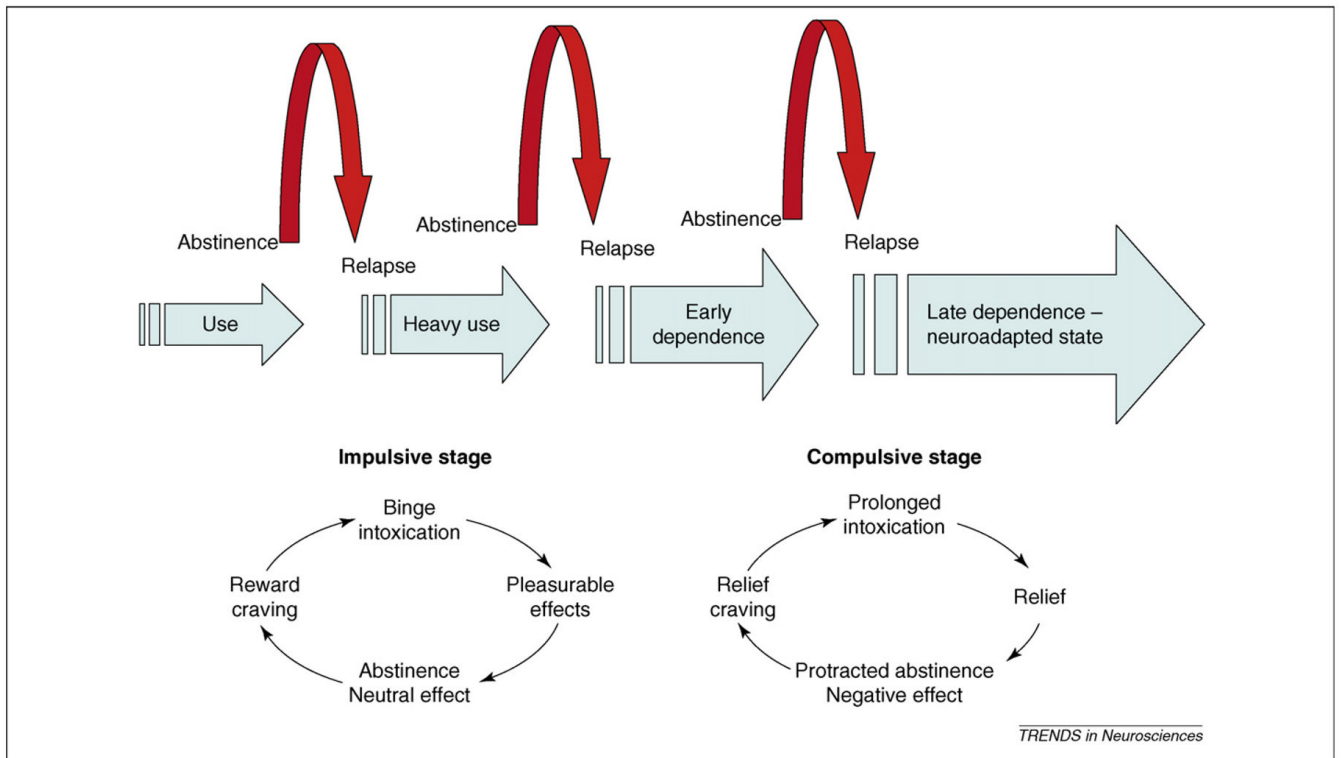 Abstinence
Relapse
Abstinence
Relapse
Abstinence
Relapse
Use
Heavy use
Early
dependence
Late dependence –
neuroadapted state
Impulsive stage
Binge
intoxication
Pleasurable
effects
Abstinence
Neutral effect
Reward
craving
Compulsive stage
Prolonged
intoxication
Relief
Protracted abstinence
Negative effect
Relief
craving
TRENDS in Neurosciences